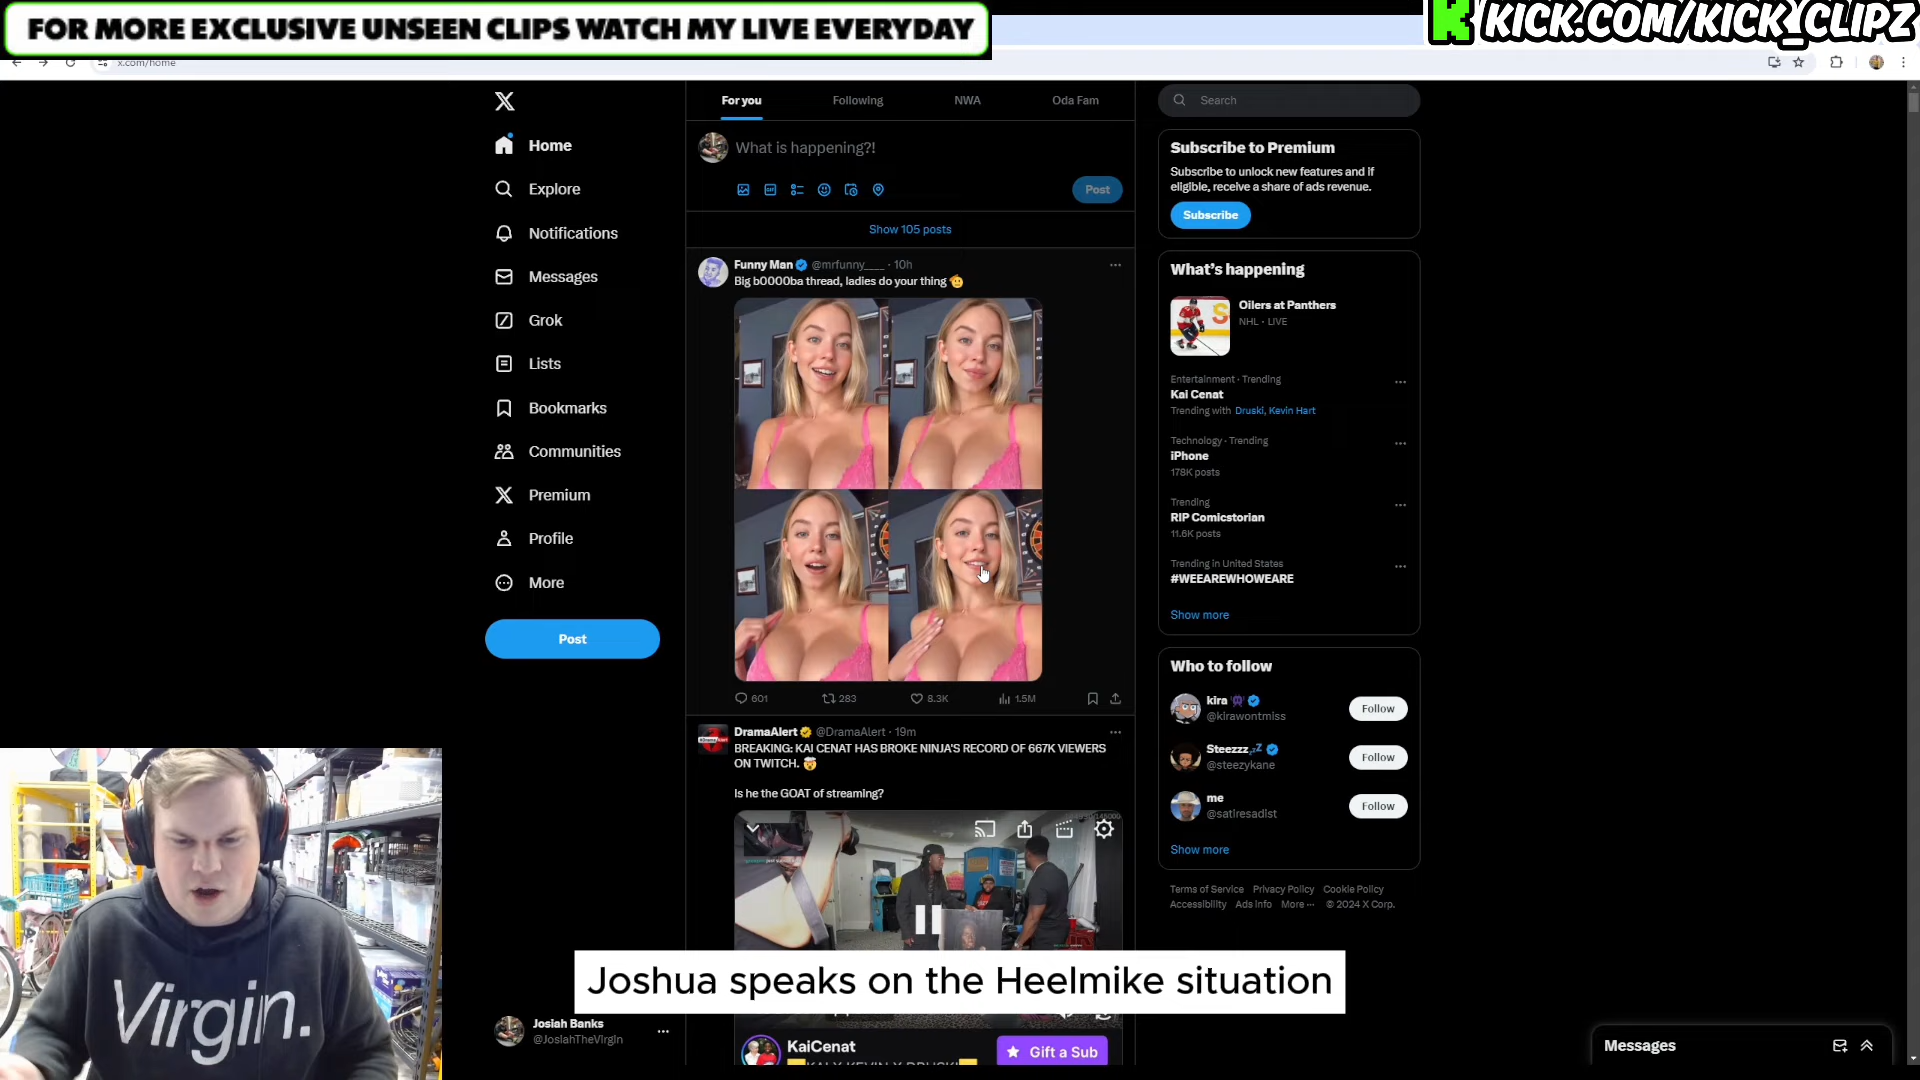 FOR MORE EXCLUSIVE UNSEEN CLIPS WATCH MY LIVE EVERYDAY
KICK.COM/KICK_CLIPZ
x.com/home
For you
Following
NWA
Oda Fam
Search
What is happening?!
Post
Show 105 posts
Home
Explore
Notifications
Messages
Grok
Lists
Bookmarks
Communities
Premium
Profile
More
Post
Funny Man @mrfunny____ · 10h
Big b0000ba thread, ladies do your thing
601
283
8.3K
1.5M
DramaAlert @DramaAlert · 19m
BREAKING: KAI CENAT HAS BROKE NINJA'S RECORD OF 667K VIEWERS
ON TWITCH.
Is he the GOAT of streaming?
KaiCenat
Gift a Sub
Subscribe to Premium
Subscribe to unlock new features and if
eligible, receive a share of ads revenue.
Subscribe
What's happening
Oilers at Panthers
NHL · LIVE
Entertainment · Trending
Kai Cenat
Trending with Druski, Kevin Hart
Technology · Trending
iPhone
178K posts
Trending
RIP Comicstorian
11.6K posts
Trending in United States
#WEEAREWHOWEARE
Show more
Who to follow
kira
@kirawontmiss
Follow
Steezzz
@steezykane
Follow
me
@satiresadist
Follow
Show more
Terms of Service Privacy Policy Cookie Policy
Accessibility Ads info More ··· © 2024 X Corp.
Virgin.
Joshua speaks on the Heelmike situation
Josiah Banks
@JosiahTheVirgin
Messages